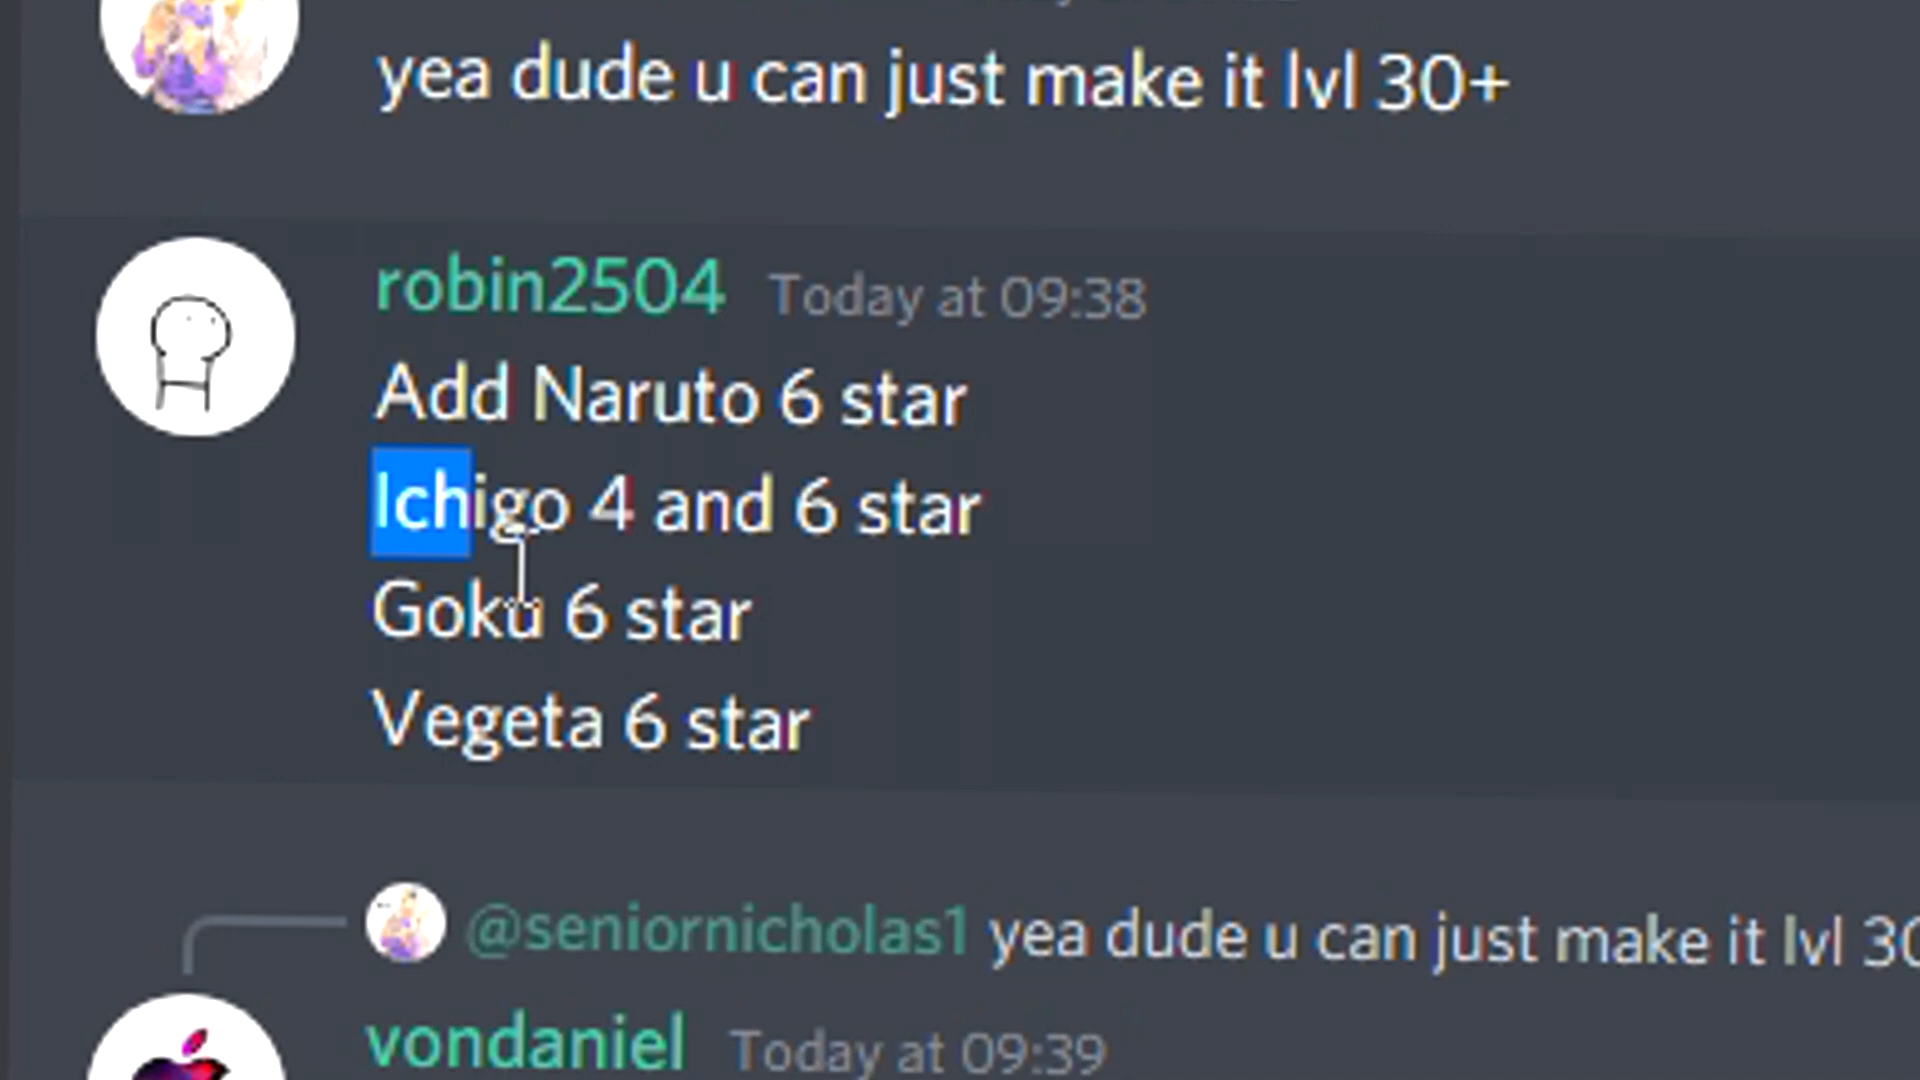 yea dude u can just make it lvl 30+
robin2504 Today at 09:38
Add Naruto 6 star
Ichigo 4 and 6 star
Goku 6 star
Vegeta 6 star
@seniornicholas1 yea dude u can just make it lvl 30
vondaniel Today at 09:39